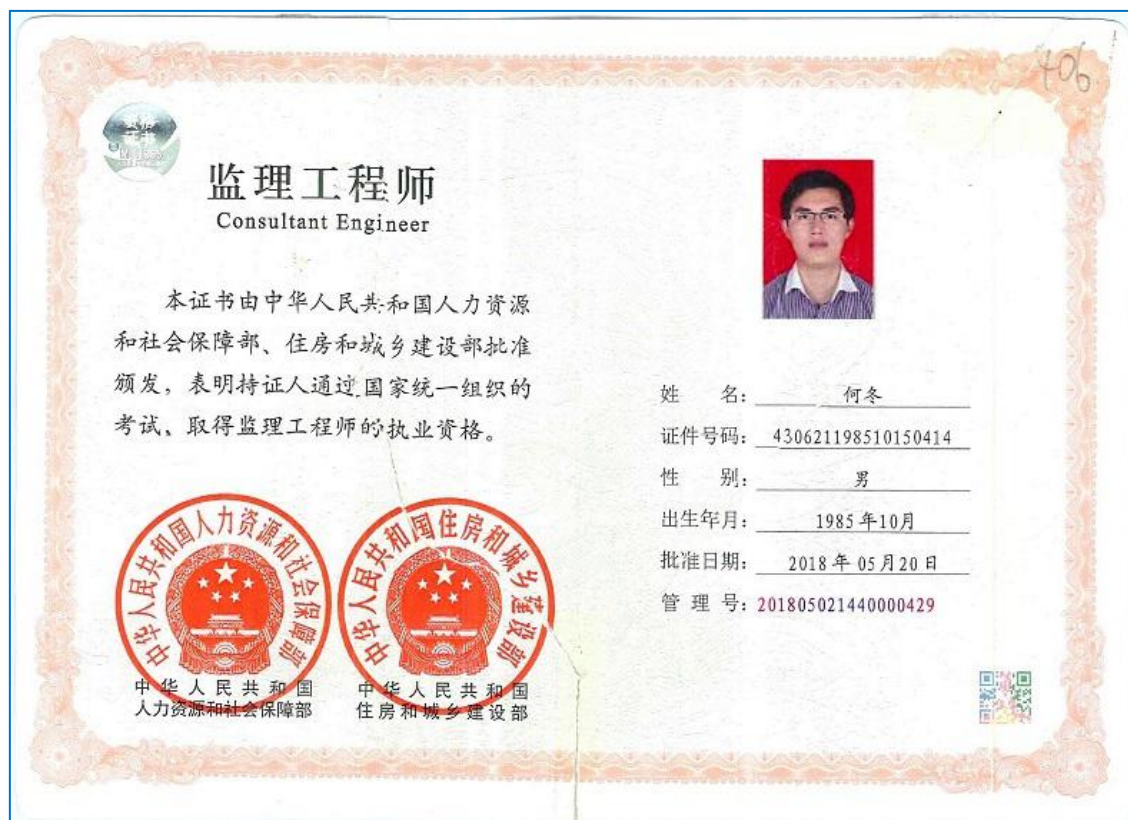 406
资格
证书
监理工程师
Consultant Engineer
本证书由中华人民共和国人力资源
和社会保障部、住房和城乡建设部批准
颁发，表明持证人通过国家统一组织的
考试、取得监理工程师的执业资格。
中华人民共和国人力资源和社会保障部
中华人民共和国住房和城乡建设部
中华人民共和国
人力资源和社会保障部
中华人民共和国
住房和城乡建设部
姓 名：何冬
证件号码：430621198510150414
性 别：男
出生年月：1985年10月
批准日期：2018年05月20日
管 理 号：201805021440000429